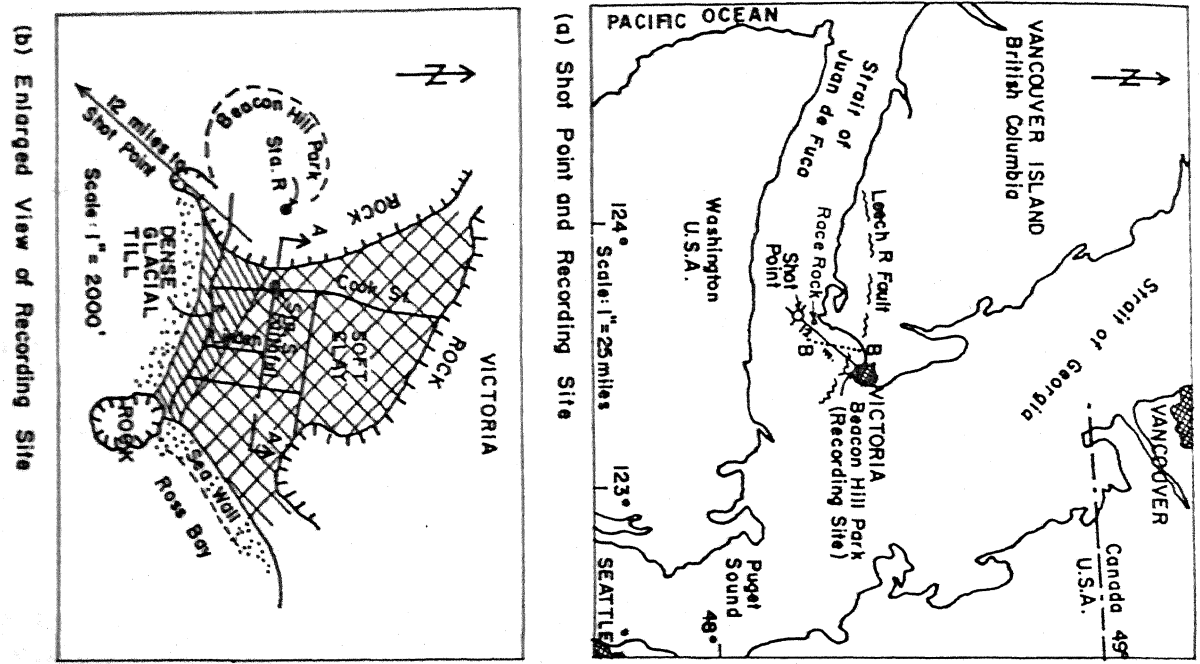 VANCOUVER ISLAND
British Columbia
N
Strait of Georgia
VANCOUVER
Canada 49°
U.S.A.
PACIFIC OCEAN
Strait of
Juan de Fuca
Leech R Fault
Race Rock
Shot
Point
B
B
VICTORIA
Beacon Hill Park
(Recording Site)
Washington
U.S.A.
Puget
Sound
48°
124°
Scale: 1"=25 miles
123°
SEATTLE
(a) Shot Point and Recording Site
N
VICTORIA
ROCK
ROCK
Beacon Hill Park
Sta. R
A
Cook St
SOFT
CLAY
A
12 miles to
Shot Point
DENSE
GLACIAL
TILL
ROCK
Sea Wall
Ross Bay
Scale: 1" = 2000'
(b) Enlarged View of Recording Site